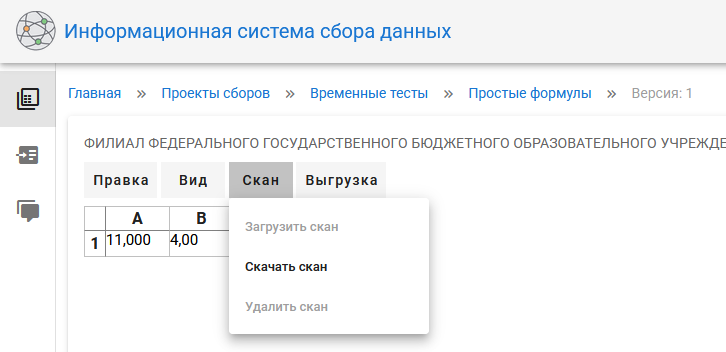 Информационная система сбора данных
Главная » Проекты сборов » Временные тесты » Простые формулы » Версия: 1
ФИЛИАЛ ФЕДЕРАЛЬНОГО ГОСУДАРСТВЕННОГО БЮДЖЕТНОГО ОБРАЗОВАТЕЛЬНОГО УЧРЕЖДЕ
Правка Вид Скан Выгрузка
A B
1 11,000 4,00
Загрузить скан
Скачать скан
Удалить скан